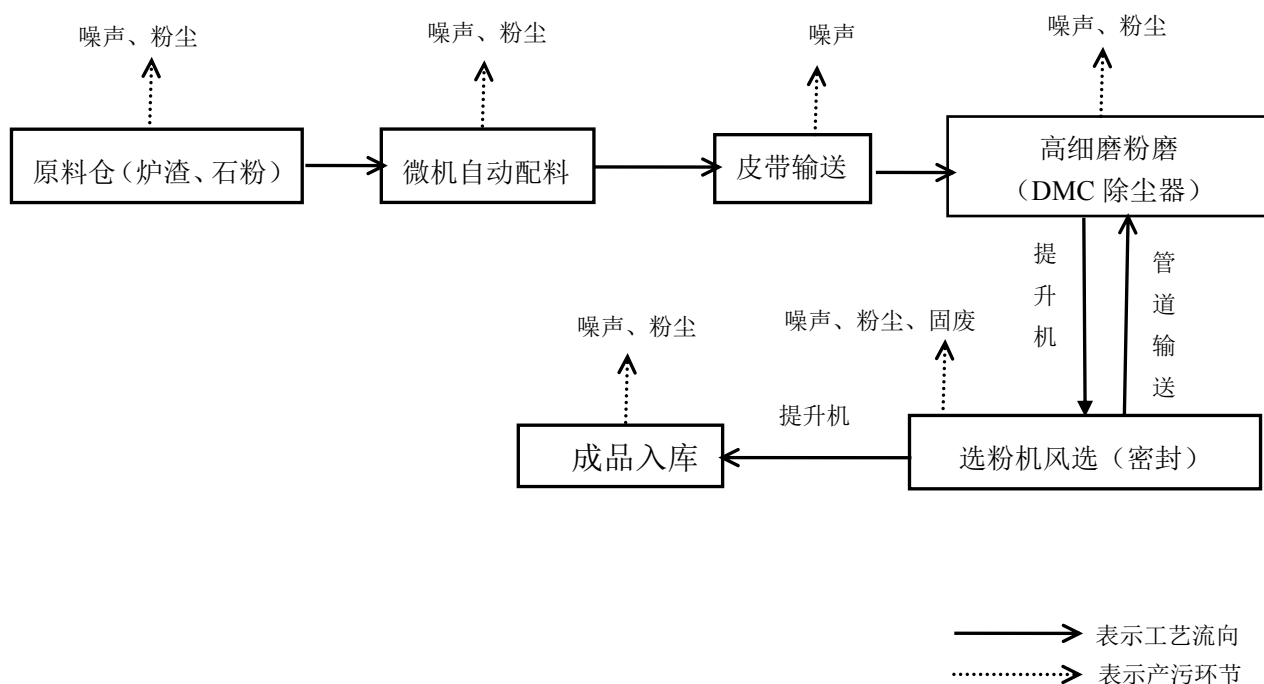 噪声、粉尘
噪声、粉尘
噪声
噪声、粉尘
原料仓（炉渣、石粉）
微机自动配料
皮带输送
高细磨粉磨
（DMC 除尘器）
提升机
管道输送
噪声、粉尘
噪声、粉尘、固废
提升机
成品入库
选粉机风选（密封）
表示工艺流向
表示产污环节